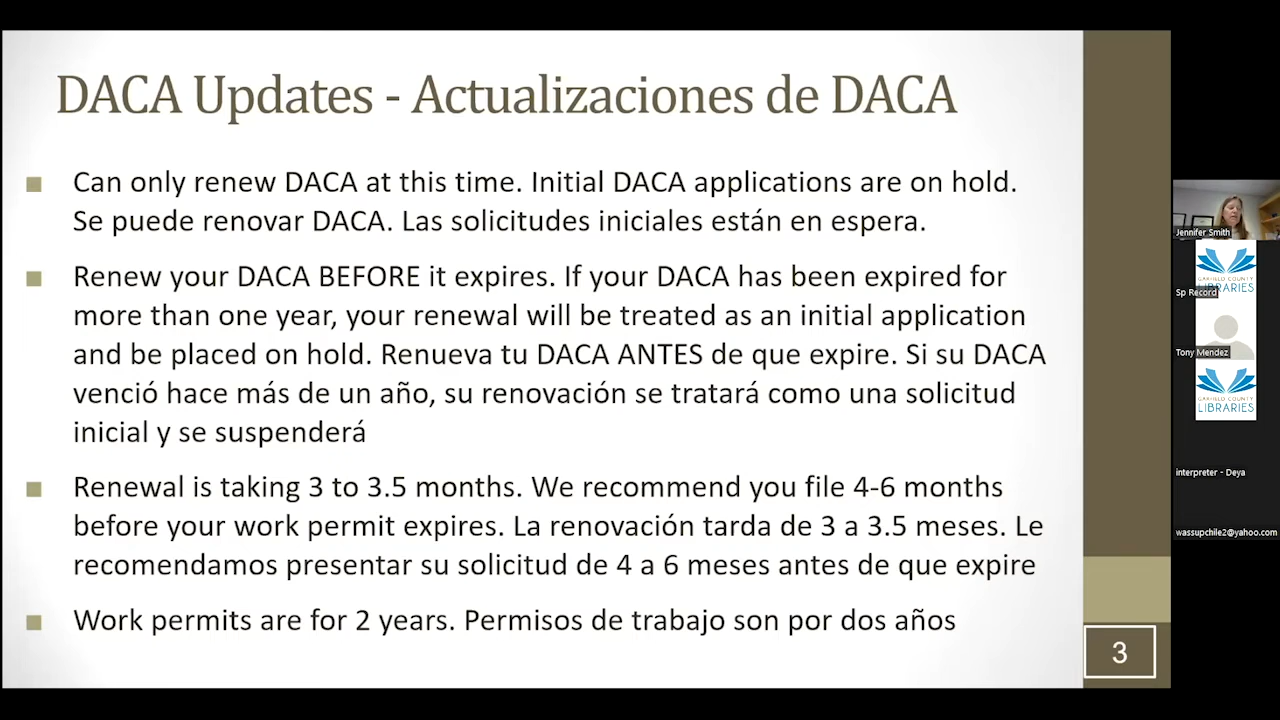 DACA Updates - Actualizaciones de DACA
Can only renew DACA at this time. Initial DACA applications are on hold.
Se puede renovar DACA. Las solicitudes iniciales están en espera.
Renew your DACA BEFORE it expires. If your DACA has been expired for
more than one year, your renewal will be treated as an initial application
and be placed on hold. Renueva tu DACA ANTES de que expire. Si su DACA
venció hace más de un año, su renovación se tratará como una solicitud
inicial y se suspenderá
Renewal is taking 3 to 3.5 months. We recommend you file 4-6 months
before your work permit expires. La renovación tarda de 3 a 3.5 meses. Le
recomendamos presentar su solicitud de 4 a 6 meses antes de que expire
Work permits are for 2 years. Permisos de trabajo son por dos años
3
Jennifer Smith
GARFIELD COUNTY
LIBRARIES
Sp Record
Tony Mendez
GARFIELD COUNTY
LIBRARIES
interpreter - Deya
wassupchile2@yahoo.com